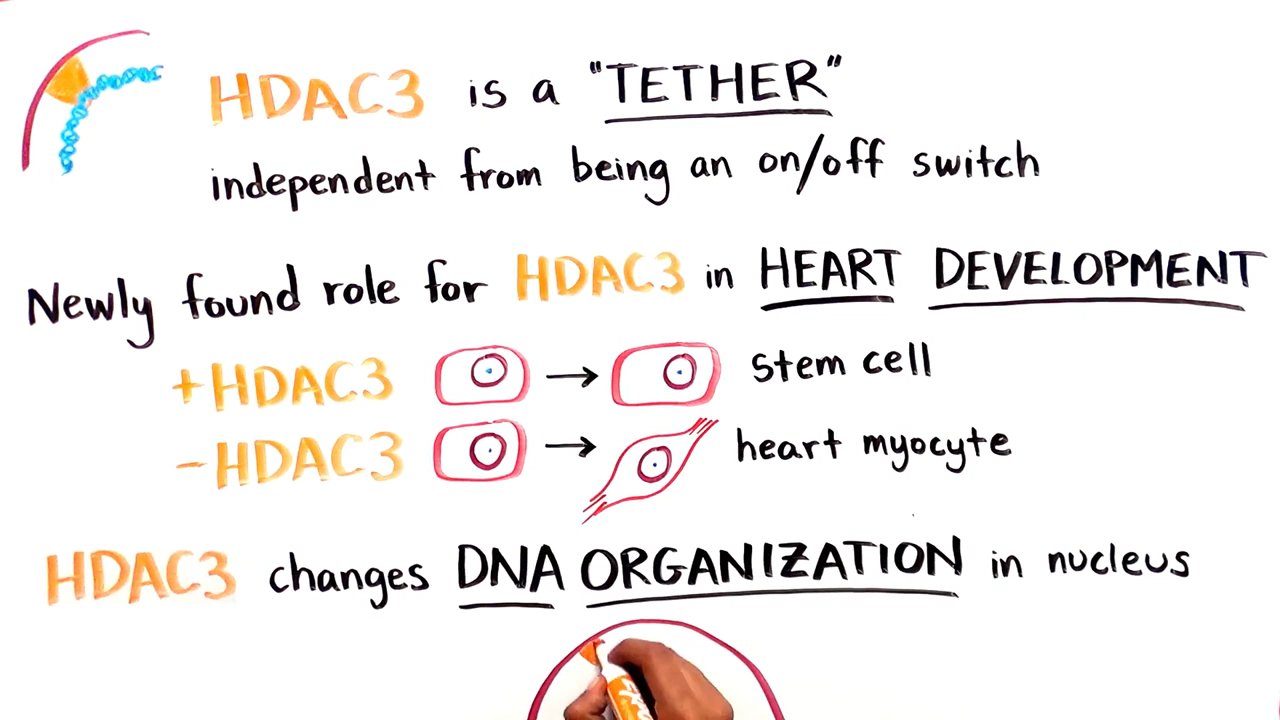 HDAC3 is a "TETHER"
independent from being an on/off switch
Newly found role for HDAC3 in HEART DEVELOPMENT
+HDAC3 → stem cell
-HDAC3 → heart myocyte
HDAC3 changes DNA ORGANIZATION in nucleus